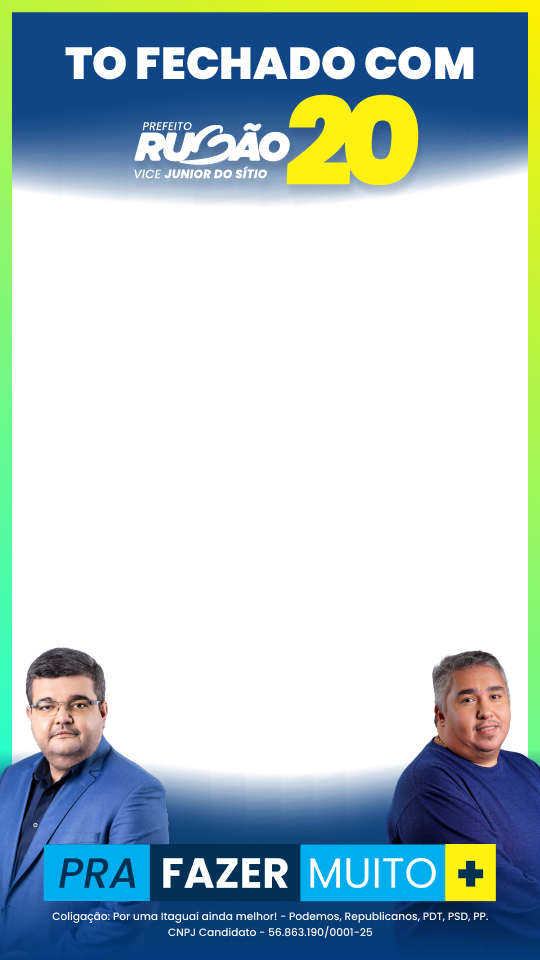 TO FECHADO COM
PREFEITO
RUBÃO 20
VICE JUNIOR DO SÍTIO
PRA FAZER MUITO +
Coligação: Por uma Itaguaí ainda melhor! - Podemos, Republicanos, PDT, PSD, PP.
CNPJ Candidato - 56.863.190/0001-25